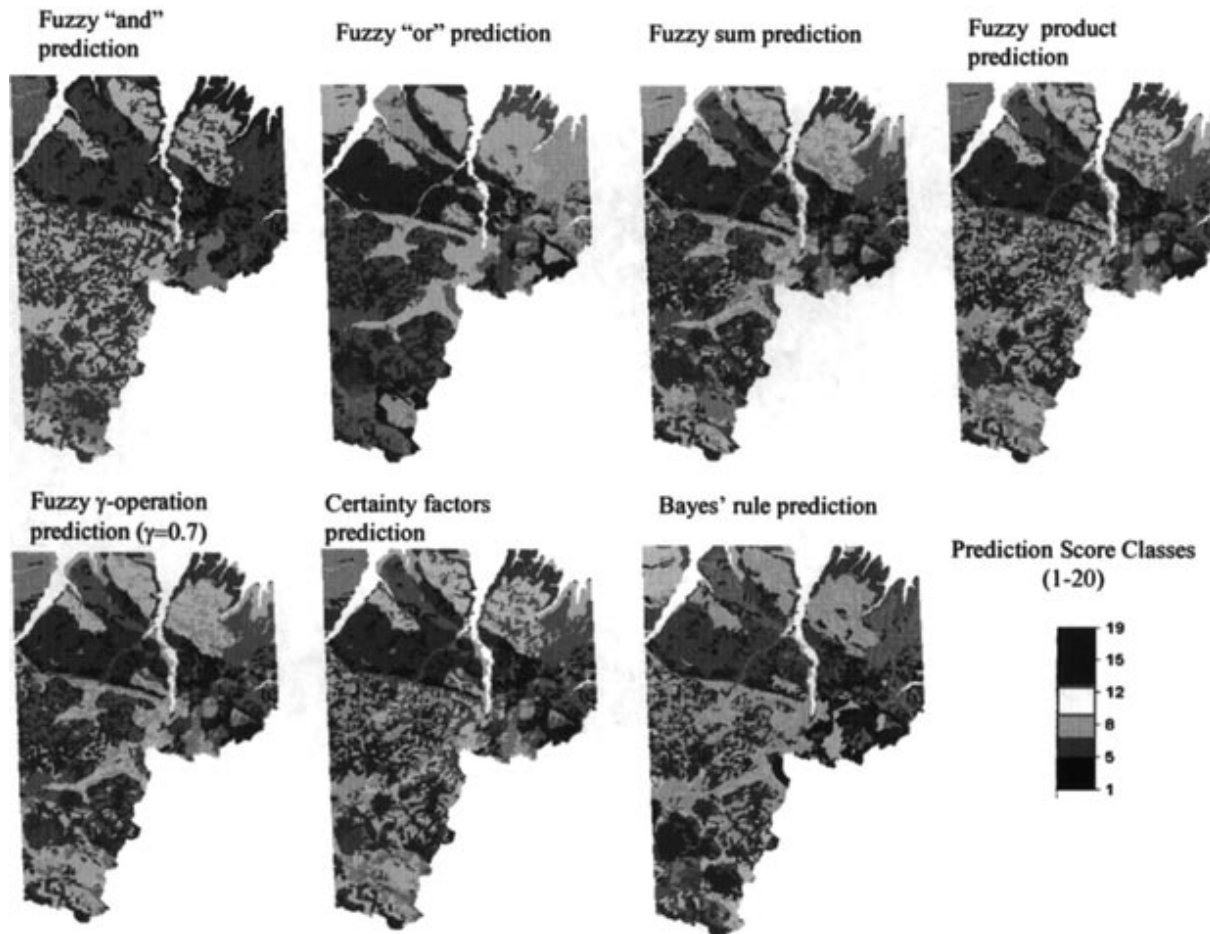 Fuzzy “and”
prediction
Fuzzy “or” prediction
Fuzzy sum prediction
Fuzzy product
prediction
Fuzzy γ-operation
prediction (γ=0.7)
Certainty factors
prediction
Bayes’ rule prediction
Prediction Score Classes
(1-20)
19
15
12
8
5
1